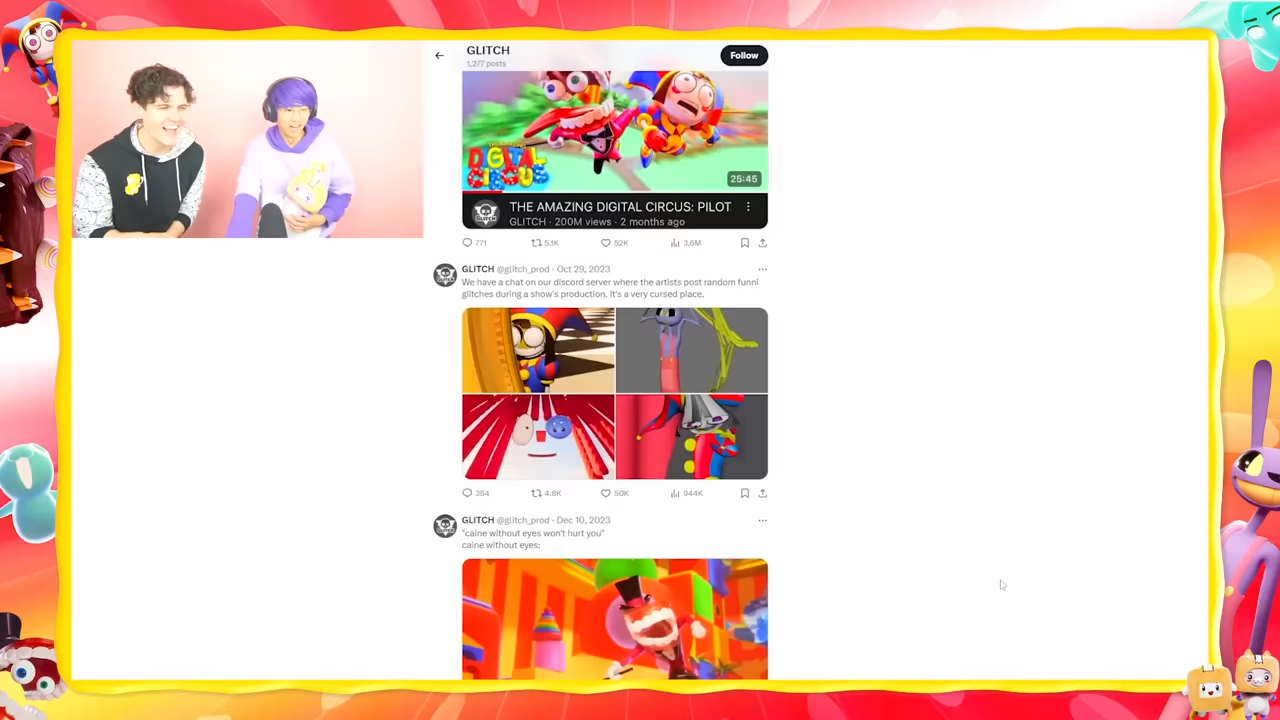 GLITCH
1,277 posts
Follow
THE AMAZING
DIGITAL
CIRCUS
25:45
THE AMAZING DIGITAL CIRCUS: PILOT
GLITCH · 200M views · 2 months ago
771 5.1K 52K 3.6M
GLITCH @glitch_prod · Oct 29, 2023
We have a chat on our discord server where the artists post random funni
glitches during a show's production. It's a very cursed place.
384 4.8K 50K 944K
GLITCH @glitch_prod · Dec 10, 2023
"caine without eyes won't hurt you"
caine without eyes: